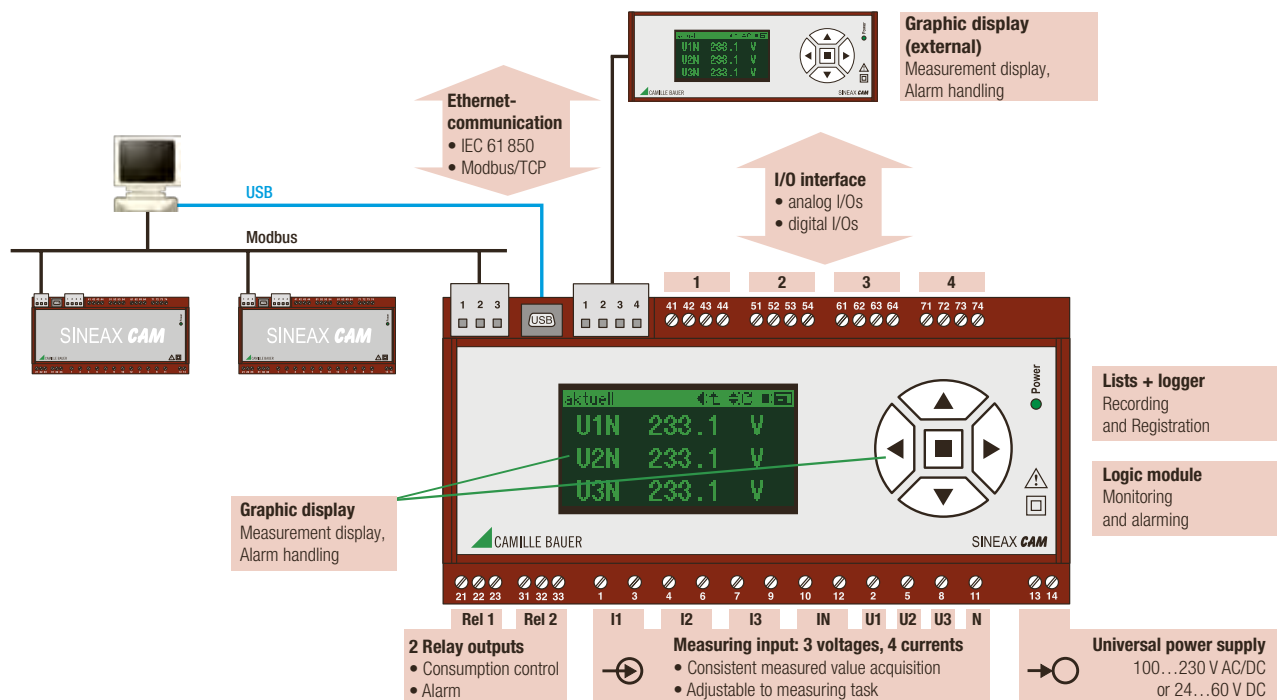 Graphic display
(external)
Measurement display,
Alarm handling
U1N 233.1 V
U2N 233.1 V
U3N 233.1 V
Power
CAMILLE BAUER
SINEAX CAM
Ethernet-
communication
• IEC 61 850
• Modbus/TCP
I/O interface
• analog I/Os
• digital I/Os
USB
Modbus
SINEAX CAM
CAMILLE BAUER
SINEAX CAM
CAMILLE BAUER
1 2 3 4
1 2 3
USB
1 2 3 4
41 42 43 44
51 52 53 54
61 62 63 64
71 72 73 74
aktuell
U1N 233.1 V
U2N 233.1 V
U3N 233.1 V
Power
CAMILLE BAUER
SINEAX CAM
Lists + logger
Recording
and Registration
Logic module
Monitoring
and alarming
Graphic display
Measurement display,
Alarm handling
21 22 23 31 32 33 1 3 4 6 7 9 10 12 2 5 8 11 13 14
Rel 1 Rel 2 I1 I2 I3 IN U1 U2 U3 N
2 Relay outputs
• Consumption control
• Alarm
Measuring input: 3 voltages, 4 currents
• Consistent measured value acquisition
• Adjustable to measuring task
Universal power supply
100…230 V AC/DC
or 24…60 V DC